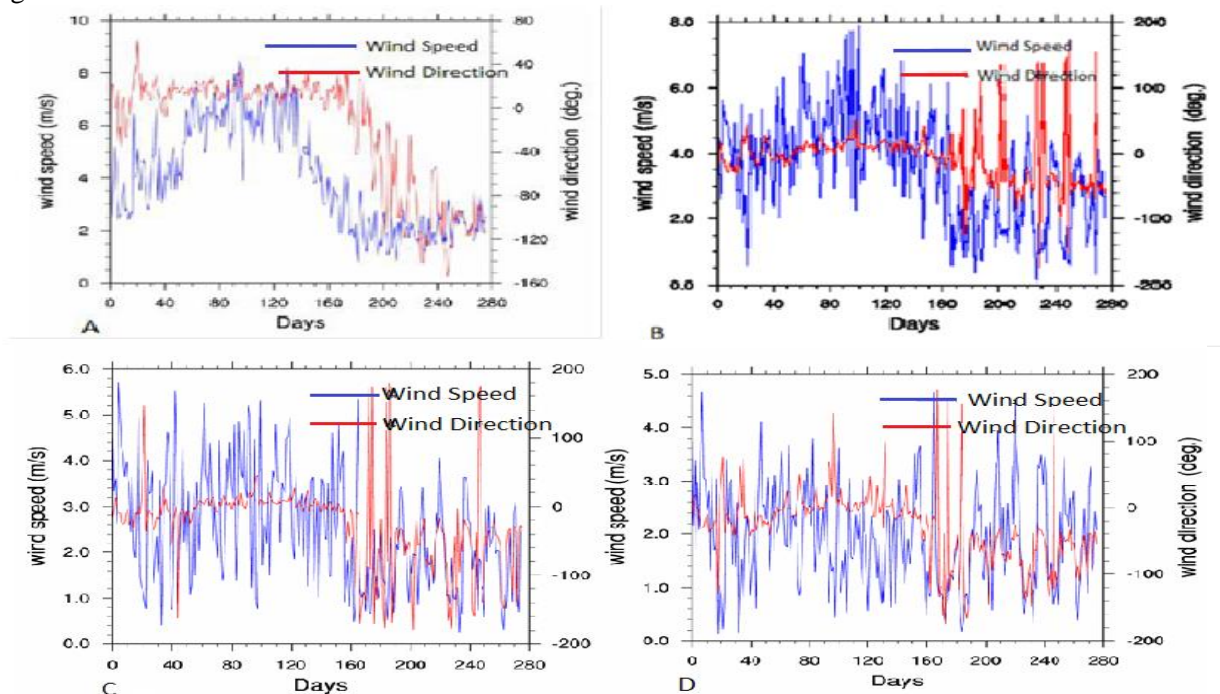 10
8
6
4
2
0
wind speed (m/s)
80
40
0
-40
-80
-120
-160
wind direction (deg.)
Wind Speed
Wind Direction
0 40 80 120 160 200 240 280
Days
A
8.0
6.0
4.0
2.0
wind speed (m/s)
200
100
0
-100
wind direction (deg.)
Wind Speed
Wind Direction
0 40 80 120 160 200 240 280
Days
B
6.0
5.0
4.0
3.0
2.0
1.0
0.0
wind speed (m/s)
200
100
0
-100
-200
Wind Speed
Wind Direction
0 40 80 120 160 200 240 280
Days
C
5.0
4.0
3.0
2.0
1.0
0.0
wind speed (m/s)
200
100
0
-100
-200
wind direction (deg.)
Wind Speed
Wind Direction
0 40 80 120 160 200 240 280
Days
D